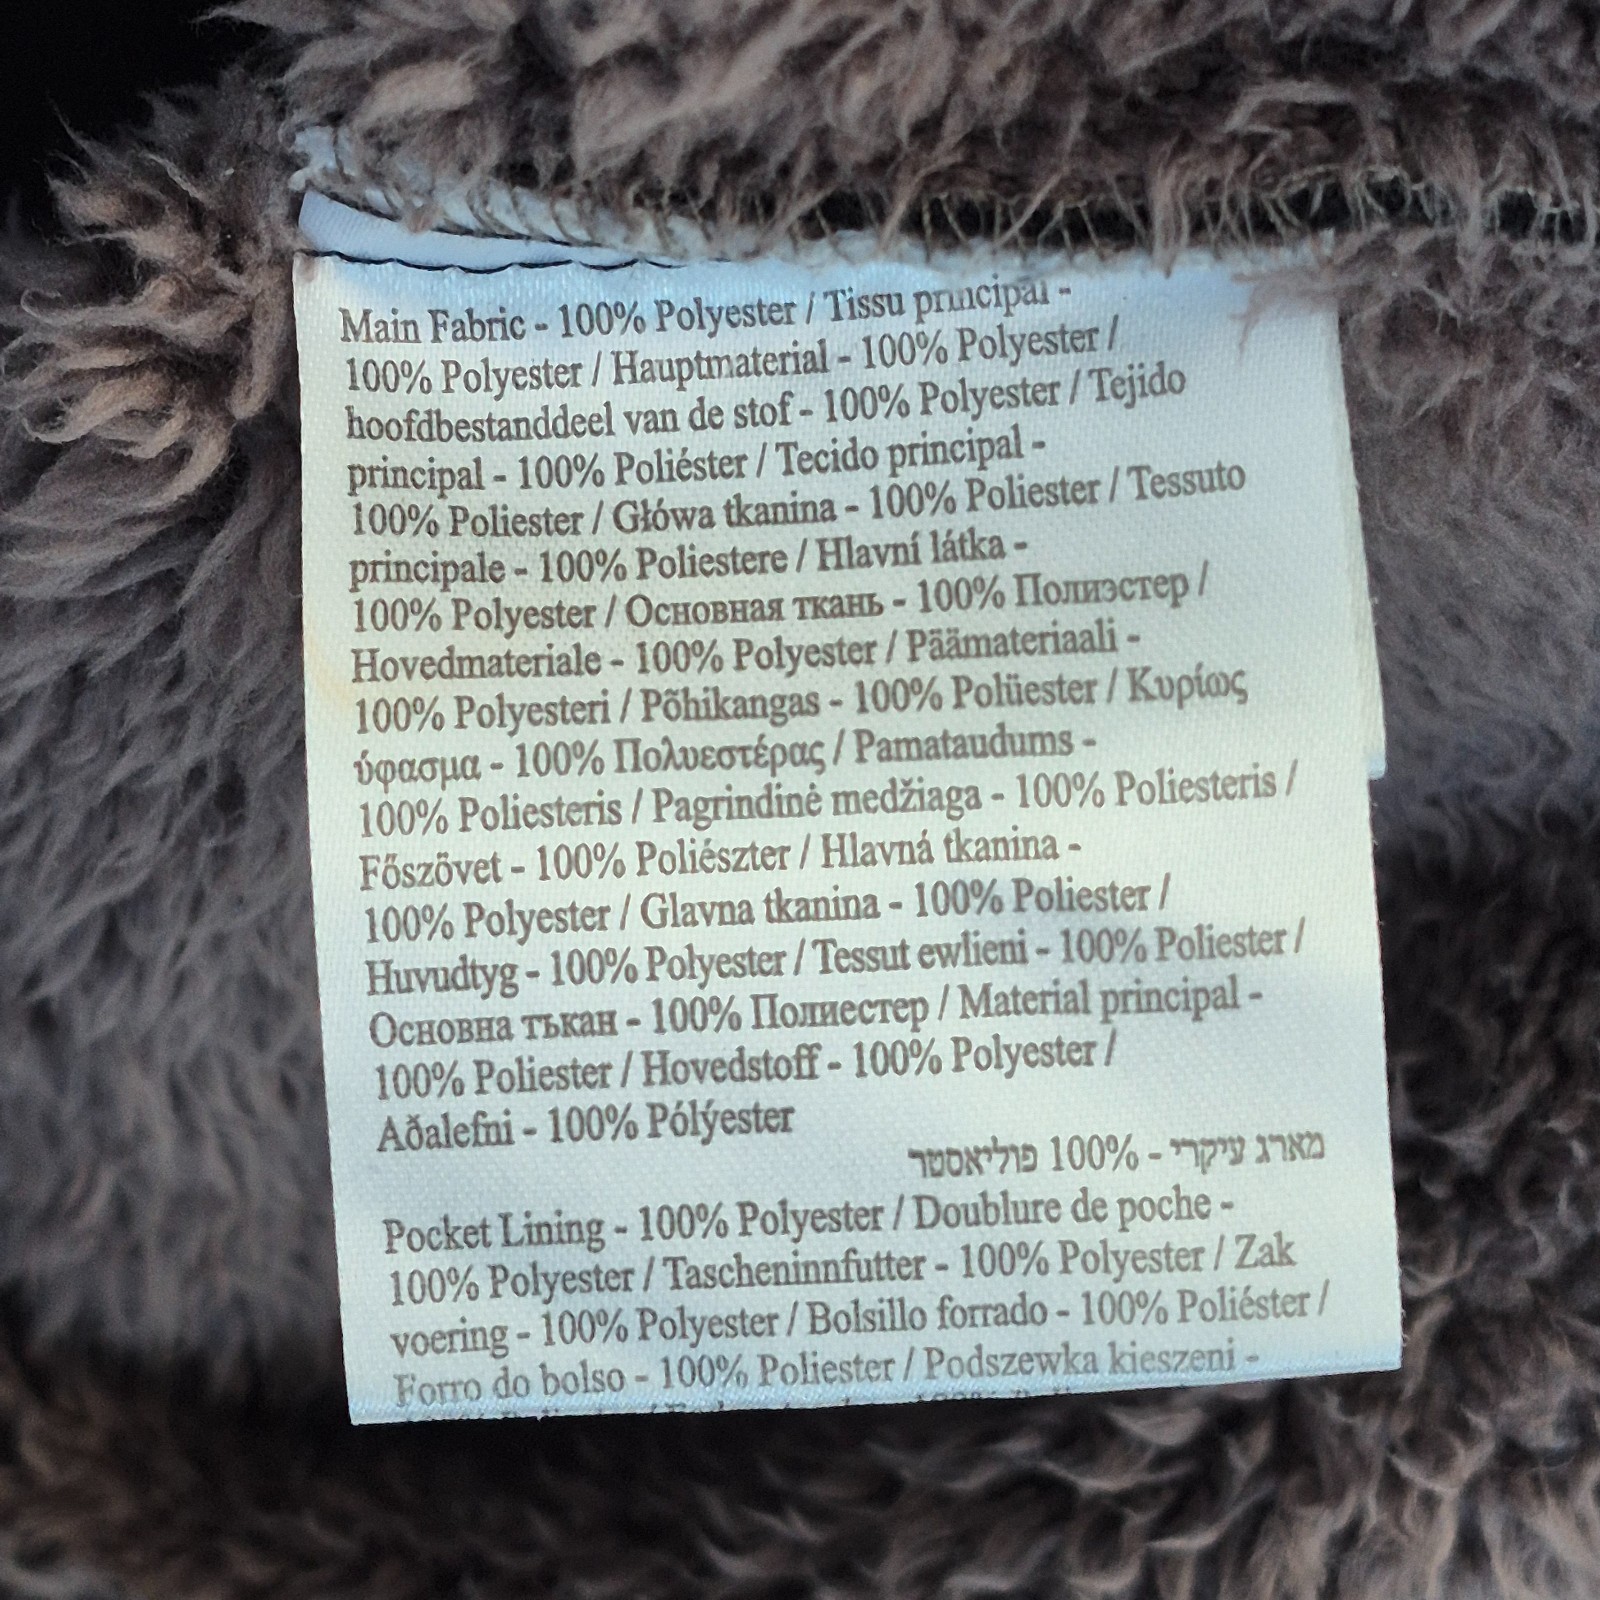 Main Fabric - 100% Polyester / Tissu principal -
100% Polyester / Hauptmaterial - 100% Polyester /
hoofdbestanddeel van de stof - 100% Polyester / Tejido
principal - 100% Poliéster / Tecido principal -
100% Poliester / Główa tkanina - 100% Poliester / Tessuto
principale - 100% Poliestere / Hlavní látka -
100% Polyester / Основная ткань - 100% Полиэстер /
Hovedmateriale - 100% Polyester / Päämateriaali -
100% Polyesteri / Põhikangas - 100% Polüester / Κυρίως
ύφασμα - 100% Πολυεστέρας / Pamataudums -
100% Poliesteris / Pagrindinė medžiaga - 100% Poliesteris /
Főszövet - 100% Poliészter / Hlavná tkanina -
100% Polyester / Glavna tkanina - 100% Poliester /
Huvudtyg - 100% Polyester / Tessut ewlieni - 100% Poliester /
Основна тъкан - 100% Полиестер / Material principal -
100% Poliester / Hovedstoff - 100% Polyester /
Aðalefni - 100% Pólýester
מארג עיקרי - 100% פוליאסטר
Pocket Lining - 100% Polyester / Doublure de poche -
100% Polyester / Tascheninnfutter - 100% Polyester / Zak
voering - 100% Polyester / Bolsillo forrado - 100% Poliéster /
Forro do bolso - 100% Poliester / Podszewka kieszeni -